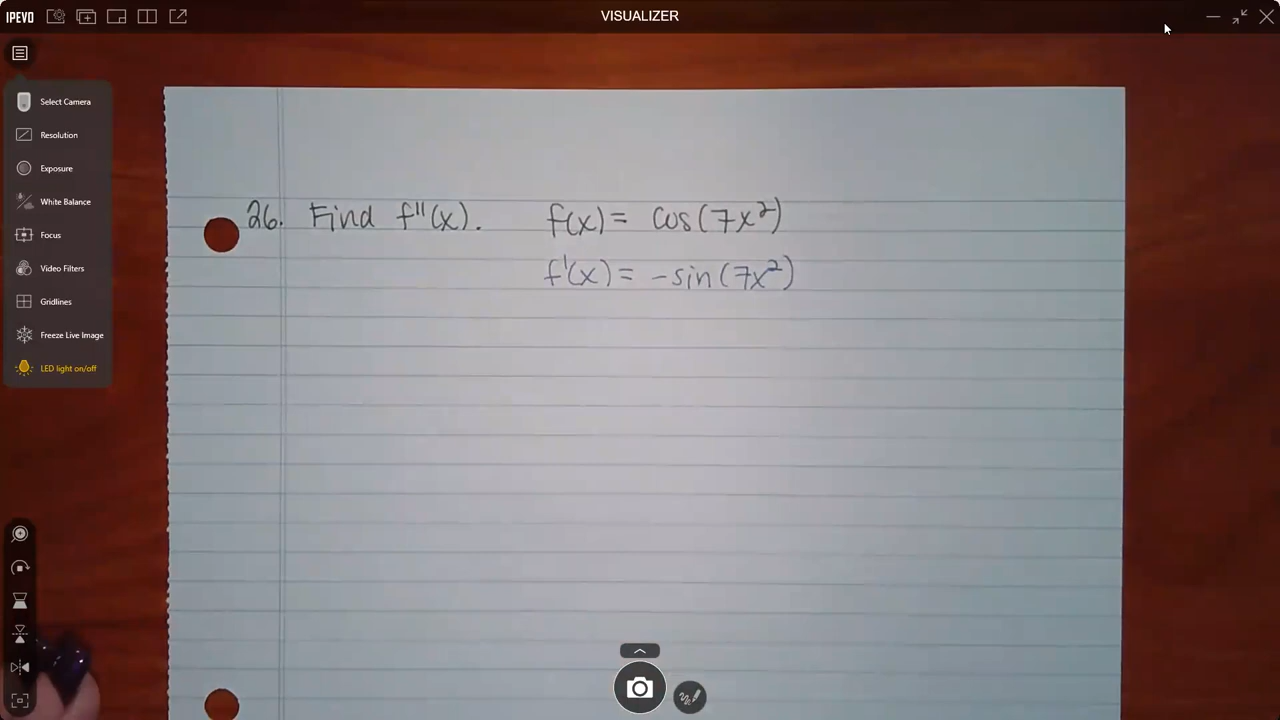 IPEVO
VISUALIZER
Select Camera
Resolution
Exposure
White Balance
Focus
Video Filters
Gridlines
Freeze Live Image
LED light on/off
26. Find f''(x). f(x) = cos(7x²)
f'(x) = -sin(7x²)